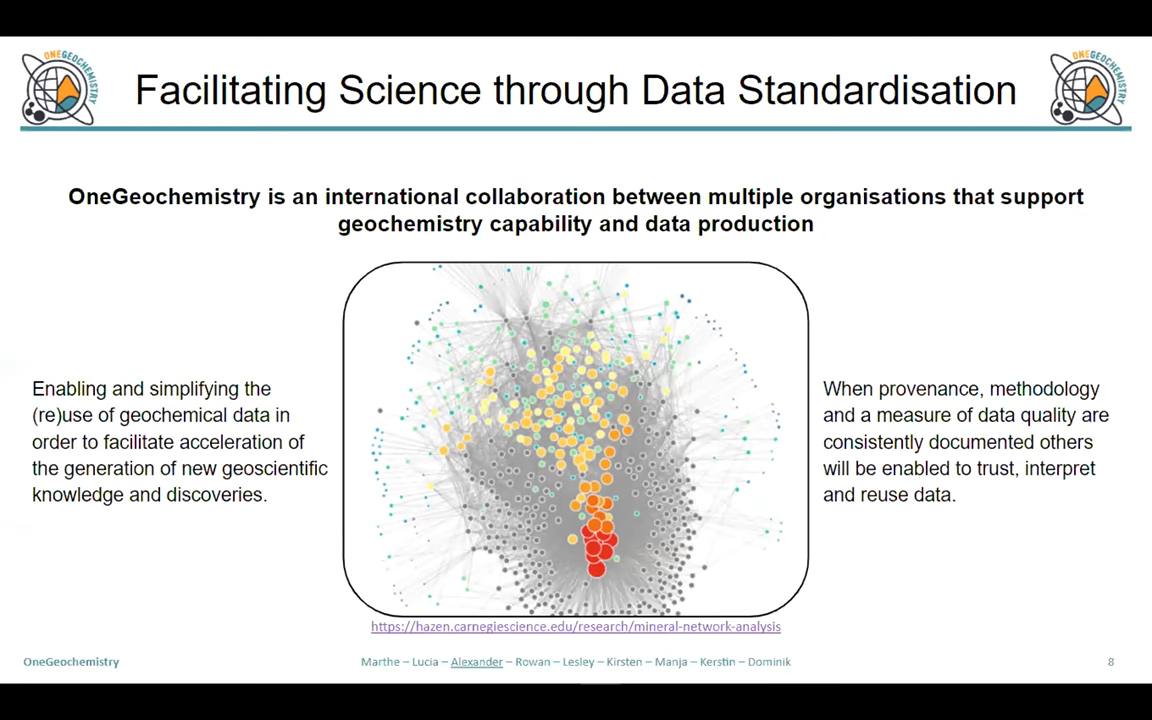 ONEGEOCHEMISTRY
ONEGEOCHEMISTRY
Facilitating Science through Data Standardisation
OneGeochemistry is an international collaboration between multiple organisations that support
geochemistry capability and data production
Enabling and simplifying the
(re)use of geochemical data in
order to facilitate acceleration of
the generation of new geoscientific
knowledge and discoveries.
When provenance, methodology
and a measure of data quality are
consistently documented others
will be enabled to trust, interpret
and reuse data.
https://hazen.carnegiescience.edu/research/mineral-network-analysis
OneGeochemistry
Marthe – Lucia – Alexander – Rowan – Lesley – Kirsten – Manja – Kerstin – Dominik
8